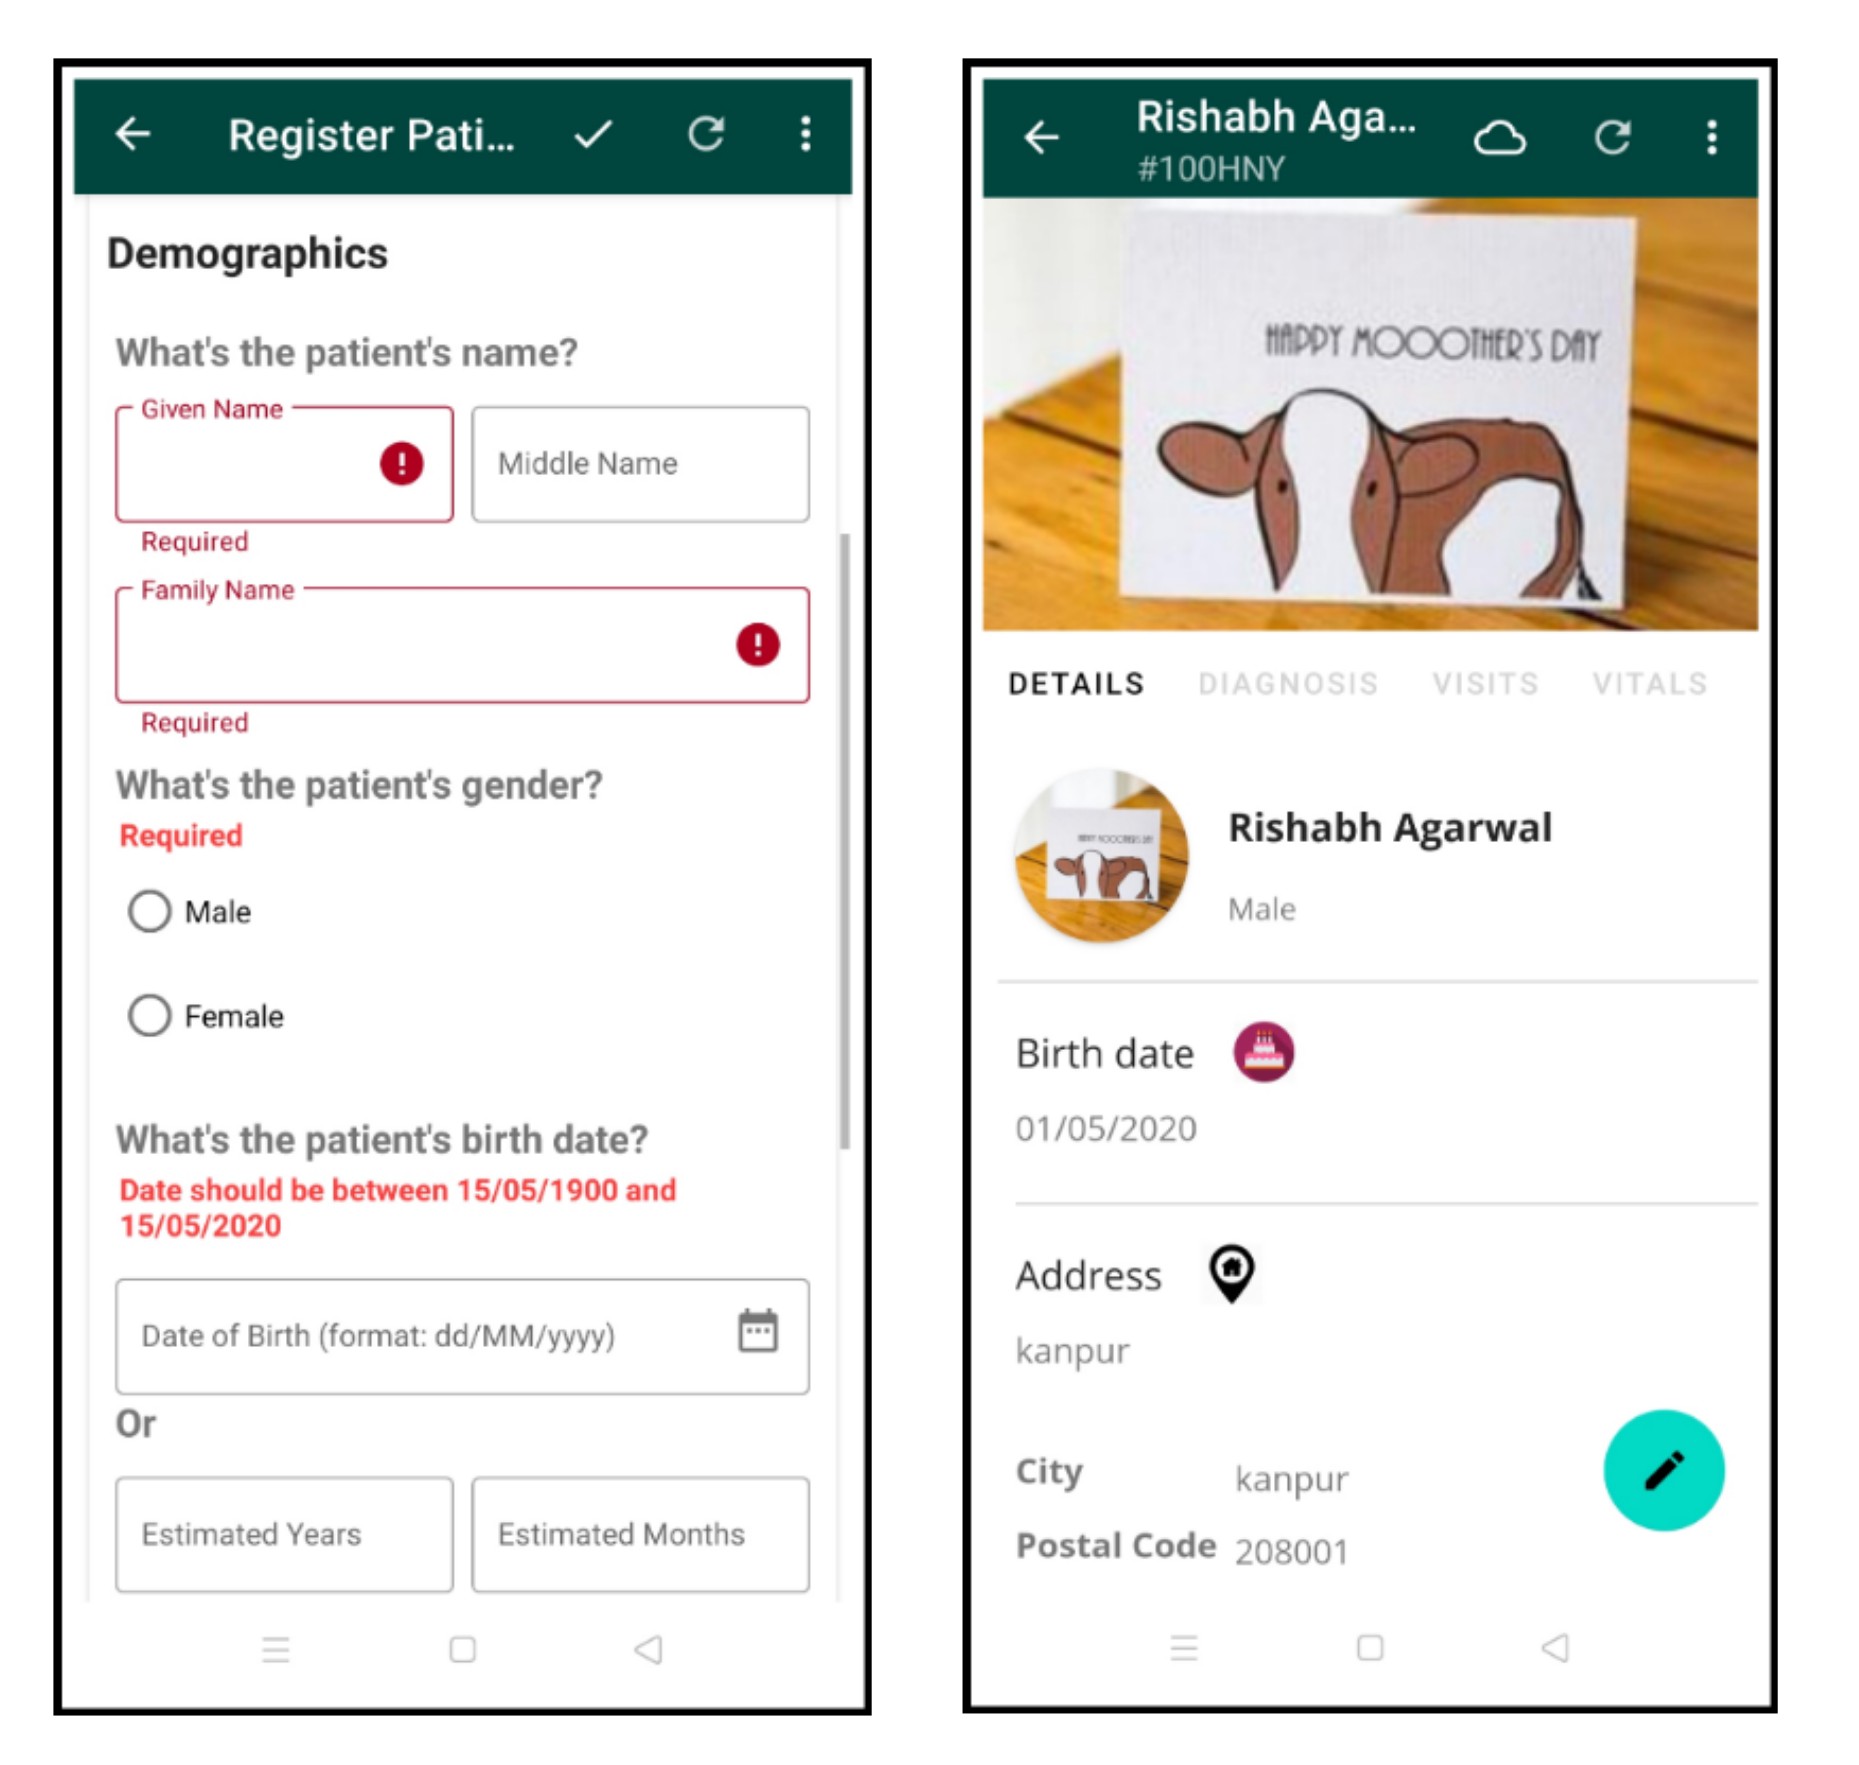 Register Pati...
Demographics
What's the patient's name?
Given Name
Middle Name
Required
Family Name
Required
What's the patient's gender?
Required
Male
Female
What's the patient's birth date?
Date should be between 15/05/1900 and
15/05/2020
Date of Birth (format: dd/MM/yyyy)
Or
Estimated Years
Estimated Months
Rishabh Aga...
#100HNY
HAPPY MOOOOTHER'S DAY
DETAILS DIAGNOSIS VISITS VITALS
Rishabh Agarwal
Male
Birth date
01/05/2020
Address
kanpur
City kanpur
Postal Code 208001